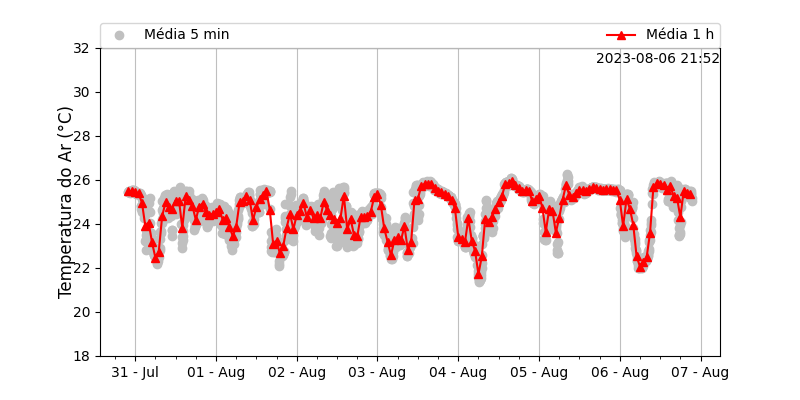 Média 5 min
Média 1 h
2023-08-06 21:52
Temperatura do Ar (°C)
32
30
28
26
24
22
20
18
31 - Jul
01 - Aug
02 - Aug
03 - Aug
04 - Aug
05 - Aug
06 - Aug
07 - Aug